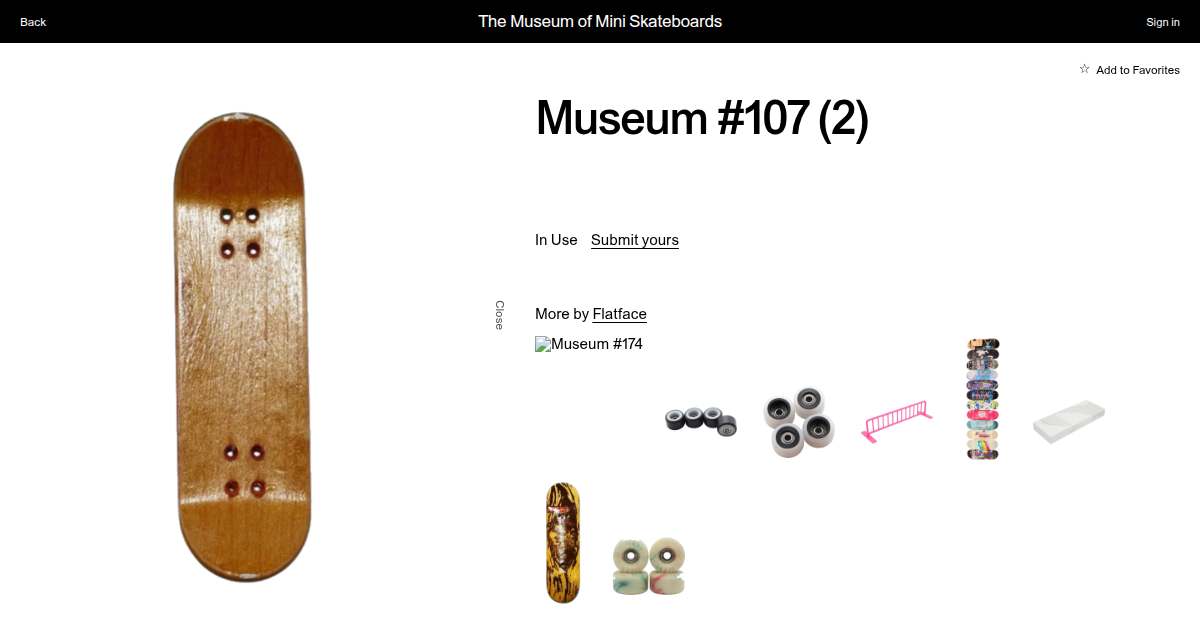 Back
The Museum of Mini Skateboards
Sign in
☆ Add to Favorites
Museum #107 (2)
In Use Submit yours
Close
More by Flatface
Museum #174